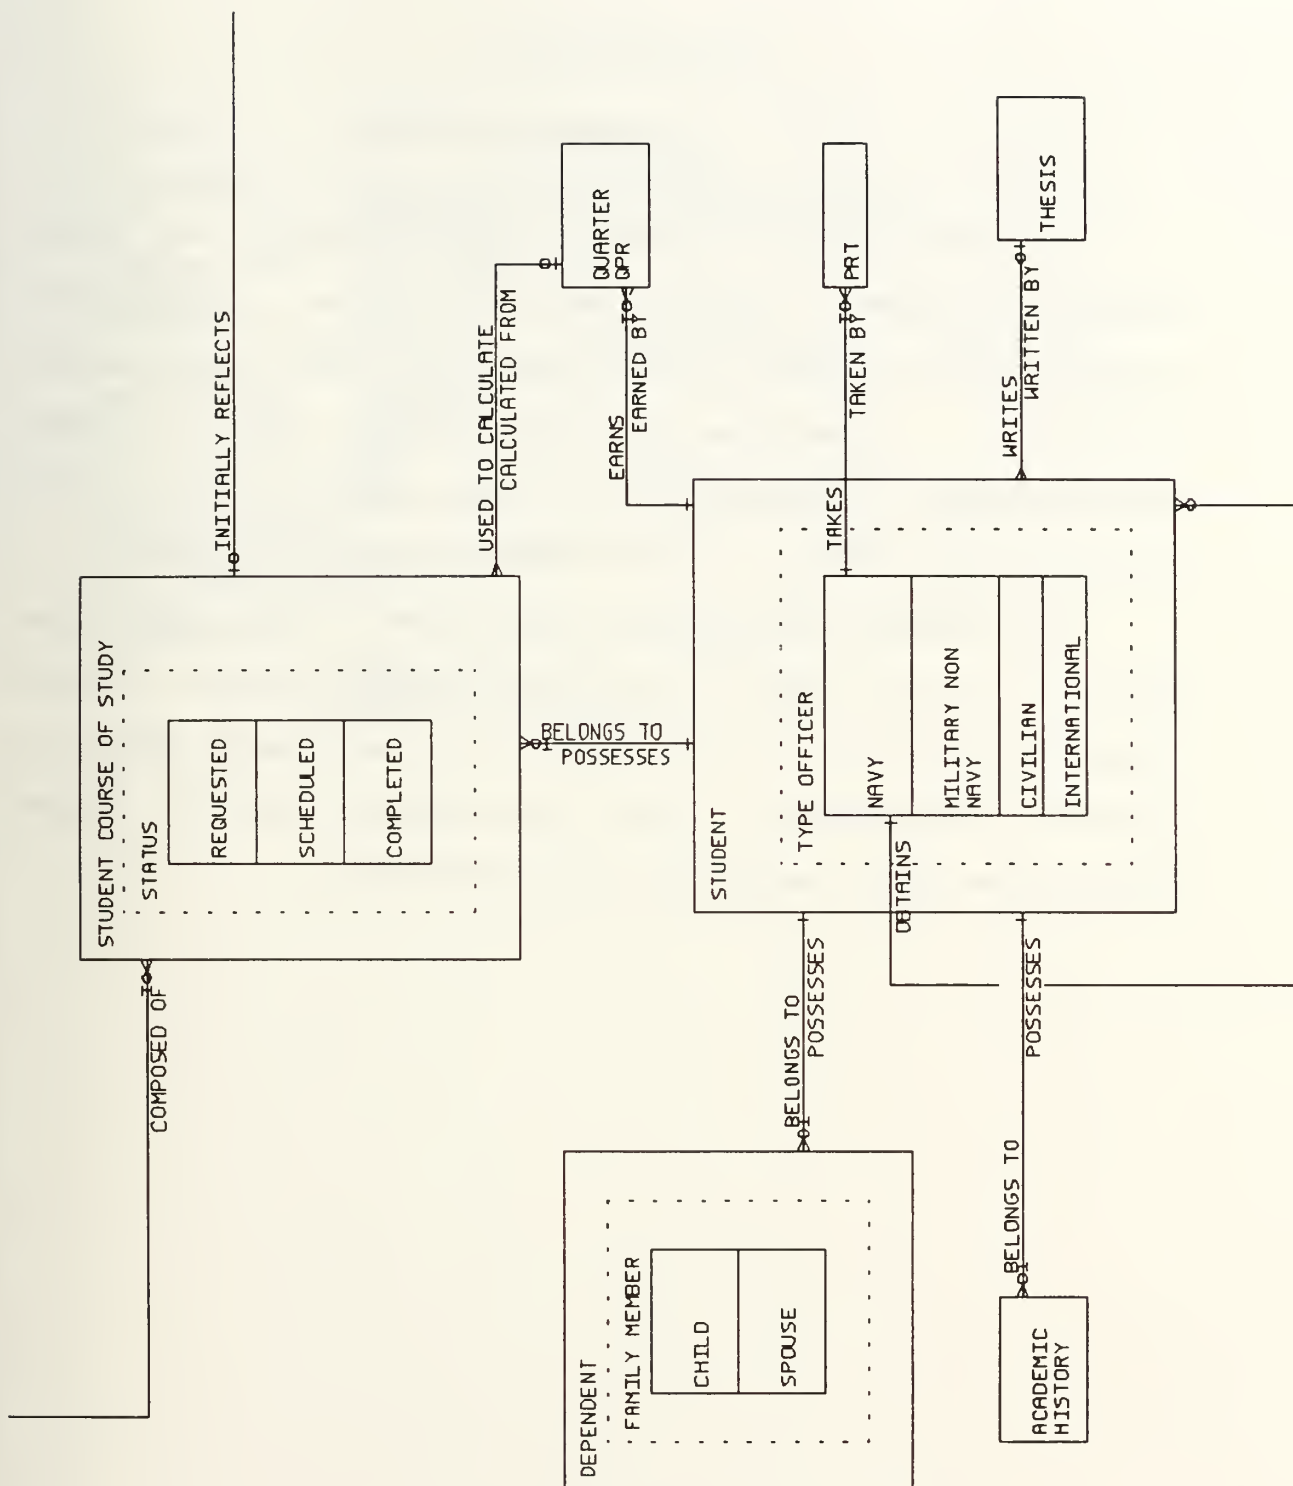 INITIALLY REFLECTS
STUDENT COURSE OF STUDY
STATUS
REQUESTED
SCHEDULED
COMPLETED
COMPOSED OF
USED TO CALCULATE
CALCULATED FROM
QUARTER
QPR
EARNS
EARNED BY
BELONGS TO
POSSESSES
STUDENT
TYPE OFFICER
NAVY
MILITARY NON
NAVY
CIVILIAN
INTERNATIONAL
TAKES
TAKEN BY
PRT
WRITES
WRITTEN BY
THESIS
OBTAINS
BELONGS TO
POSSESSES
DEPENDENT
FAMILY MEMBER
CHILD
SPOUSE
BELONGS TO
POSSESSES
ACADEMIC
HISTORY